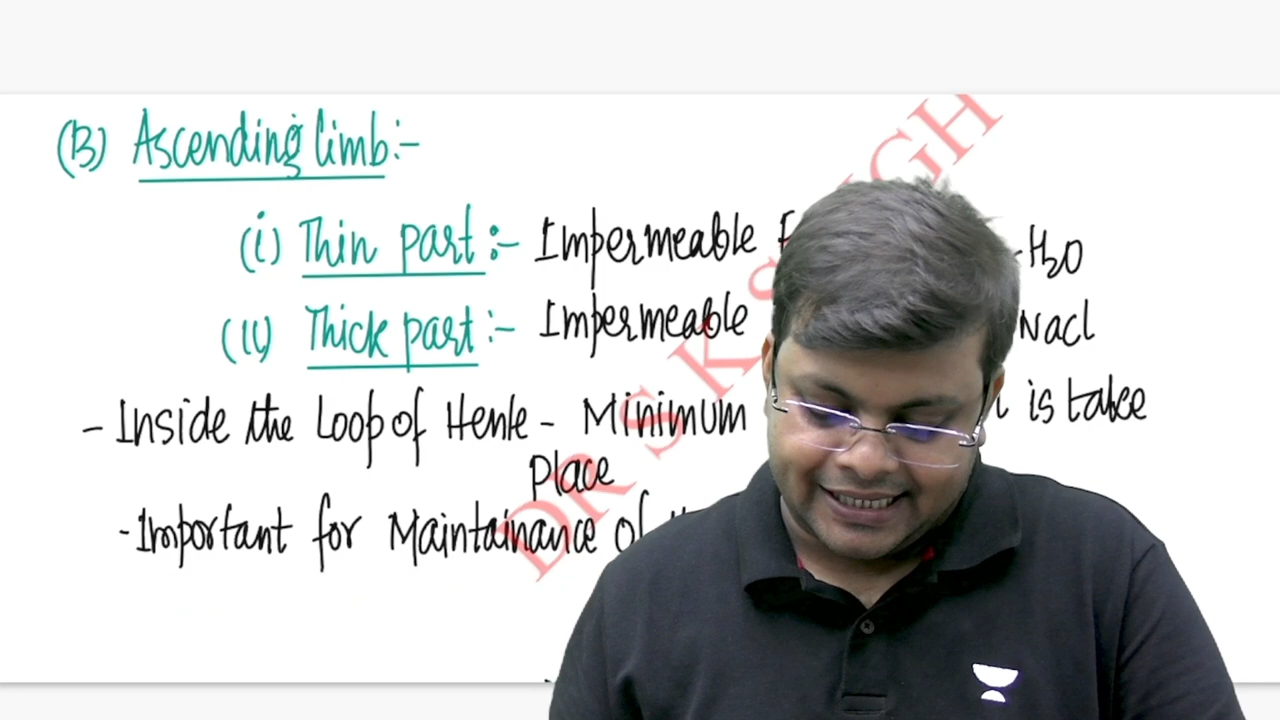 (B) Ascending limb:-
(i) Thin part:- Impermeable H2O
(ii) Thick part:- Impermeable Nacl
- Inside the Loop of Henle - Minimum is take
place
- Important for Maintainance of
DR S K